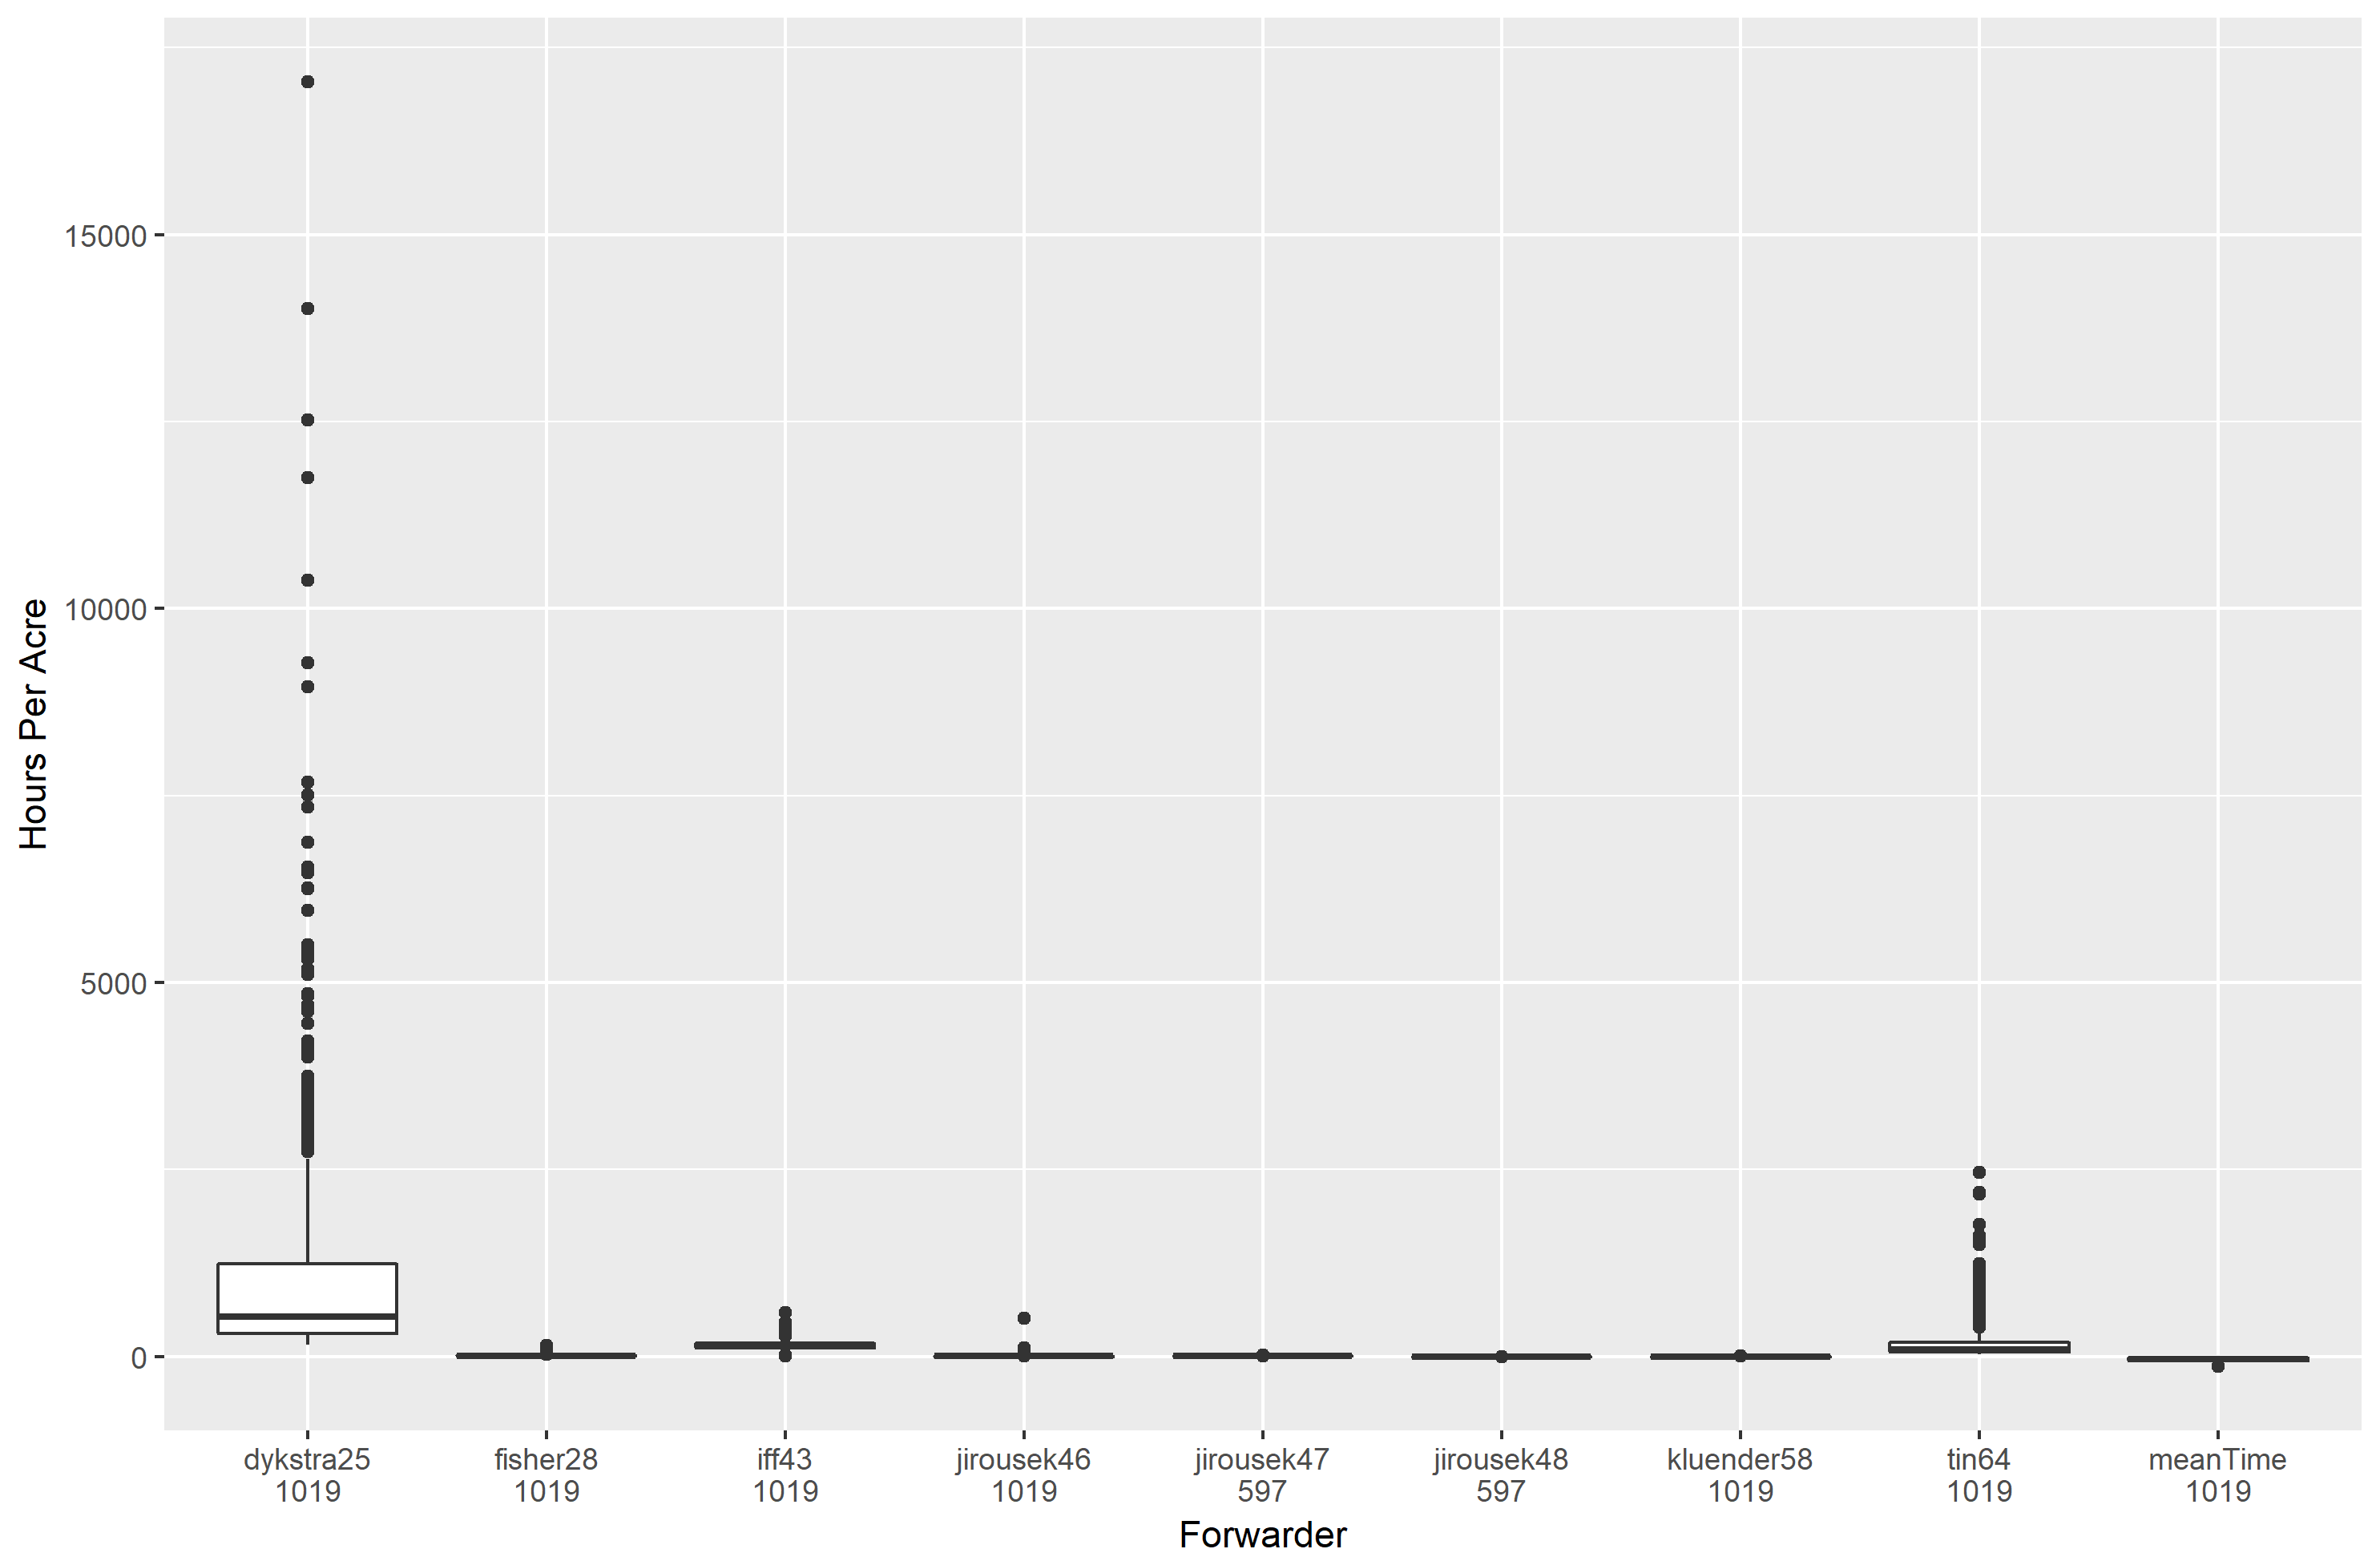 Hours Per Acre
15000
10000
5000
0
dykstra25 fisher28 iff43 jirousek46 jirousek47 jirousek48 kluender58 tin64 meanTime
1019 1019 1019 1019 597 597 1019 1019 1019
Forwarder